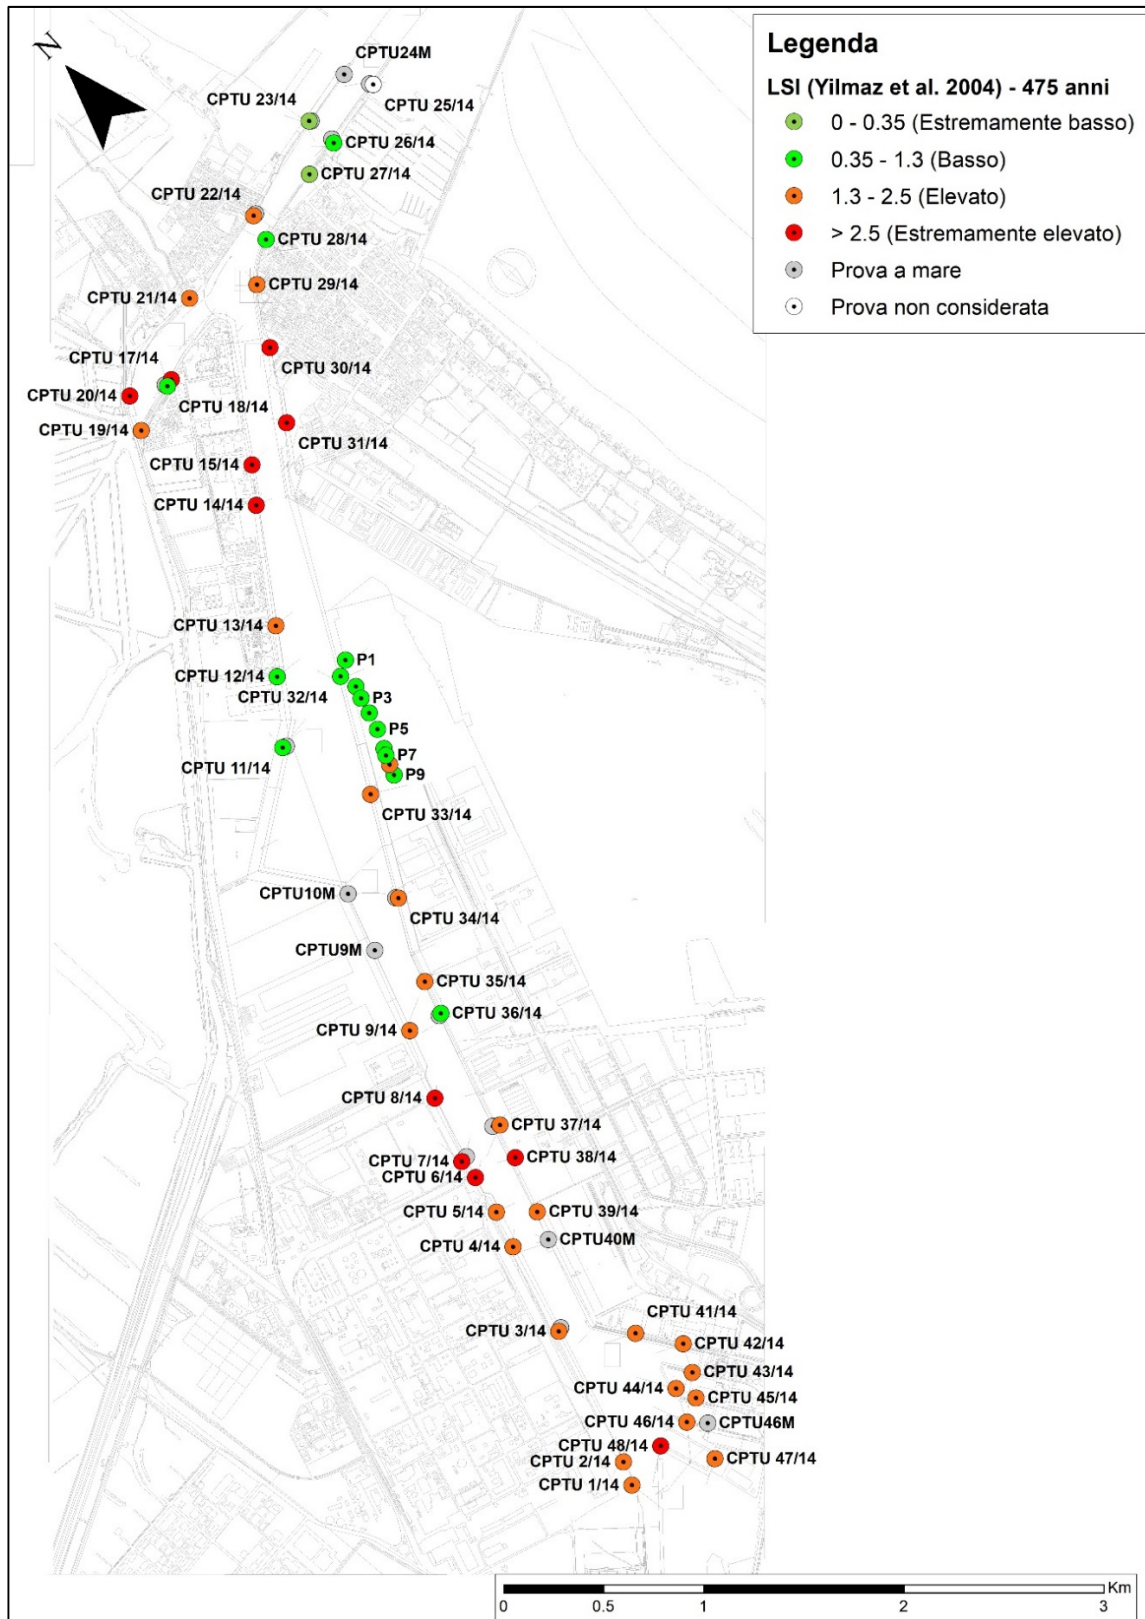 N
Legenda
LSI (Yilmaz et al. 2004) - 475 anni
0 - 0.35 (Estremamente basso)
0.35 - 1.3 (Basso)
1.3 - 2.5 (Elevato)
> 2.5 (Estremamente elevato)
Prova a mare
Prova non considerata
CPTU24M
CPTU 25/14
CPTU 23/14
CPTU 26/14
CPTU 27/14
CPTU 22/14
CPTU 28/14
CPTU 29/14
CPTU 21/14
CPTU 17/14
CPTU 30/14
CPTU 20/14
CPTU 18/14
CPTU 19/14
CPTU 31/14
CPTU 15/14
CPTU 14/14
CPTU 13/14
P1
CPTU 12/14
CPTU 32/14
P3
P5
P7
CPTU 11/14
P9
CPTU 33/14
CPTU10M
CPTU 34/14
CPTU9M
CPTU 35/14
CPTU 36/14
CPTU 9/14
CPTU 8/14
CPTU 37/14
CPTU 38/14
CPTU 7/14
CPTU 6/14
CPTU 5/14
CPTU 39/14
CPTU40M
CPTU 4/14
CPTU 41/14
CPTU 3/14
CPTU 42/14
CPTU 43/14
CPTU 44/14
CPTU 45/14
CPTU 46/14
CPTU46M
CPTU 48/14
CPTU 47/14
CPTU 2/14
CPTU 1/14
Km
0 0.5 1 2 3